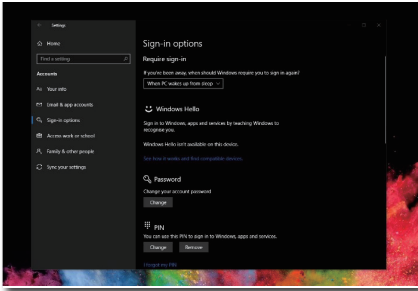 Settings
Home
Find a setting
Accounts
Your info
Email & app accounts
Sign-in options
Access work or school
Family & other people
Sync your settings
Sign-in options
Require sign-in
If you've been away, when should Windows require you to sign in again?
When PC wakes up from sleep
Windows Hello
Sign in to Windows, apps and services by teaching Windows to
recognise you.
Windows Hello isn't available on this device.
See how it works and find compatible devices.
Password
Change your account password
Change
PIN
You can use this PIN to sign in to Windows, apps and services.
Change Remove
I forgot my PIN